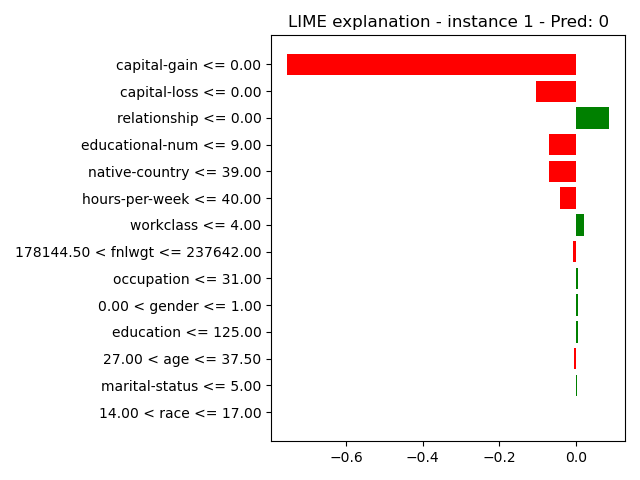 LIME explanation - instance 1 - Pred: 0
capital-gain <= 0.00
capital-loss <= 0.00
relationship <= 0.00
educational-num <= 9.00
native-country <= 39.00
hours-per-week <= 40.00
workclass <= 4.00
178144.50 < fnlwgt <= 237642.00
occupation <= 31.00
0.00 < gender <= 1.00
education <= 125.00
27.00 < age <= 37.50
marital-status <= 5.00
14.00 < race <= 17.00
−0.6 −0.4 −0.2 0.0